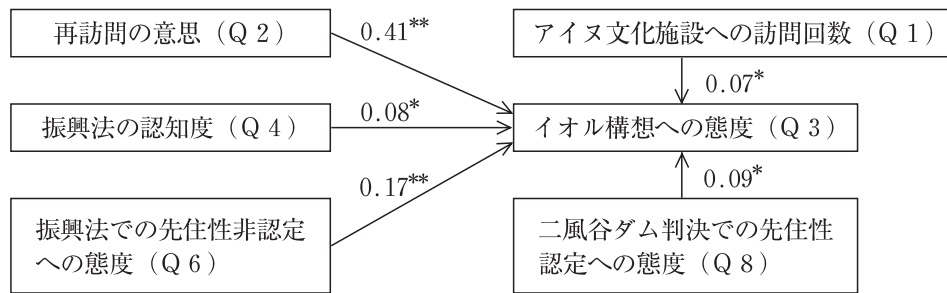 再訪問の意思（Ｑ２）
0.41**
アイヌ文化施設への訪問回数（Ｑ１）
0.07*
振興法の認知度（Ｑ４）
0.08*
イオル構想への態度（Ｑ３）
0.17**
0.09*
振興法での先住性非認定
への態度（Ｑ６）
二風谷ダム判決での先住性
認定への態度（Ｑ８）